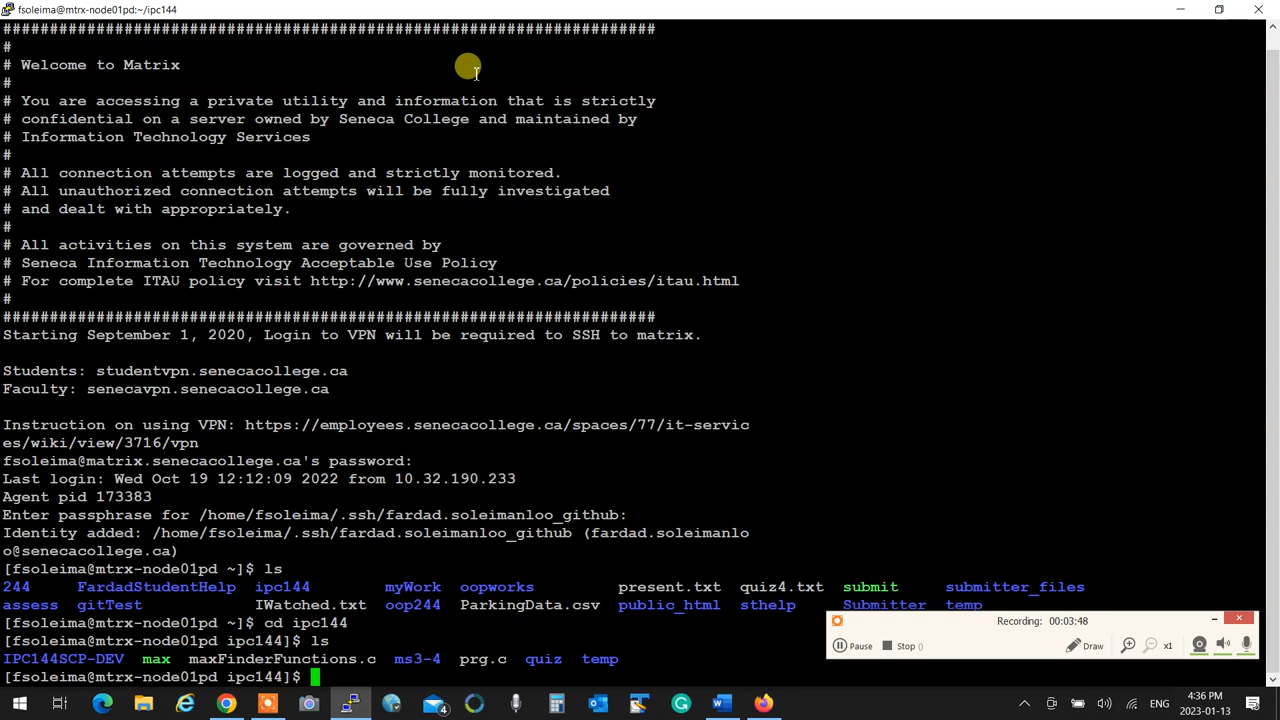 fsoleima@mtrx-node01pd:~/ipc144
######################################################################
#
# Welcome to Matrix
#
# You are accessing a private utility and information that is strictly
# confidential on a server owned by Seneca College and maintained by
# Information Technology Services
#
# All connection attempts are logged and strictly monitored.
# All unauthorized connection attempts will be fully investigated
# and dealt with appropriately.
#
# All activities on this system are governed by
# Seneca Information Technology Acceptable Use Policy
# For complete ITAU policy visit http://www.senecacollege.ca/policies/itau.html
#
######################################################################
Starting September 1, 2020, Login to VPN will be required to SSH to matrix.
Students: studentvpn.senecacollege.ca
Faculty: senecavpn.senecacollege.ca
Instruction on using VPN: https://employees.senecacollege.ca/spaces/77/it-servic
es/wiki/view/3716/vpn
fsoleima@matrix.senecacollege.ca's password:
Last login: Wed Oct 19 12:12:09 2022 from 10.32.190.233
Agent pid 173383
Enter passphrase for /home/fsoleima/.ssh/fardad.soleimanloo_github:
Identity added: /home/fsoleima/.ssh/fardad.soleimanloo_github (fardad.soleimanlo
o@senecacollege.ca)
[fsoleima@mtrx-node01pd ~]$ ls
244 FardadStudentHelp ipc144 myWork oopworks present.txt quiz4.txt submit submitter_files
assess gitTest IWatched.txt oop244 ParkingData.csv public_html sthelp Submitter temp
[fsoleima@mtrx-node01pd ~]$ cd ipc144
[fsoleima@mtrx-node01pd ipc144]$ ls
IPC144SCP-DEV max maxFinderFunctions.c ms3-4 prg.c quiz temp
[fsoleima@mtrx-node01pd ipc144]$
Recording: 00:03:48
Pause Stop () Draw x1
4
ENG
4:36 PM
2023-01-13